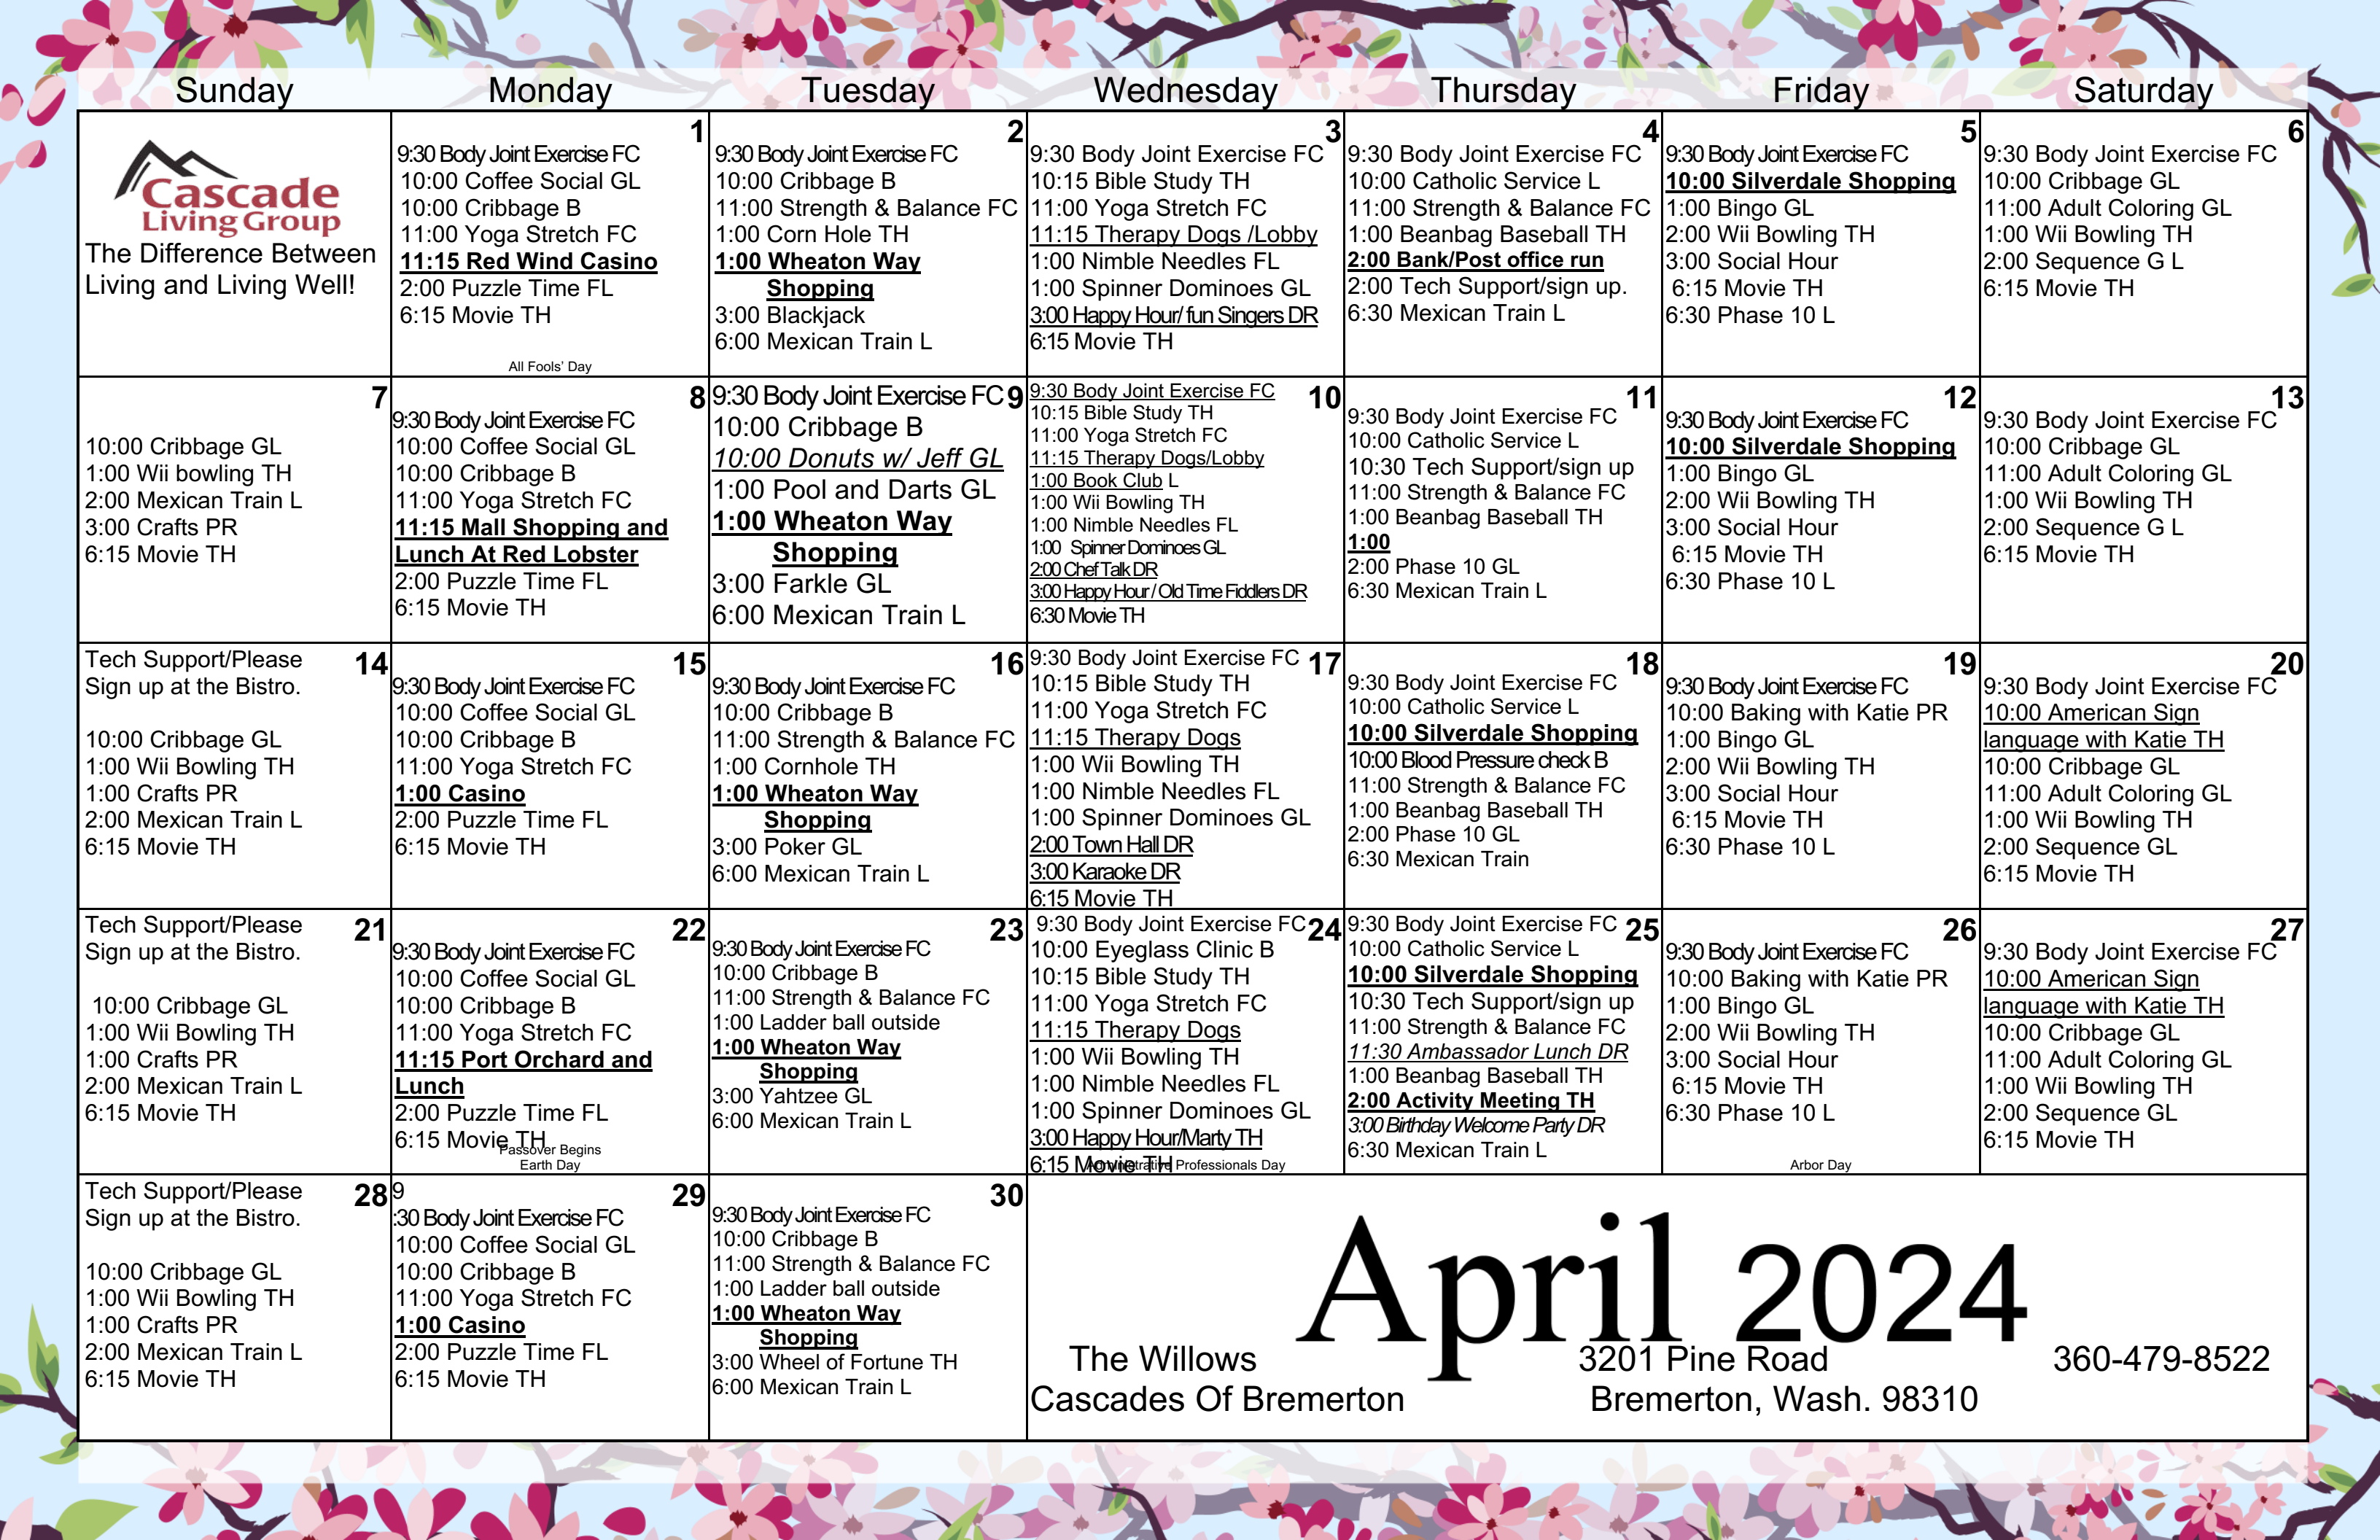 Sunday Monday Tuesday Wednesday Thursday Friday Saturday
Cascade
Living Group
The Difference Between
Living and Living Well!
1
9:30 Body Joint Exercise FC
10:00 Coffee Social GL
10:00 Cribbage B
11:00 Yoga Stretch FC
11:15 Red Wind Casino
2:00 Puzzle Time FL
6:15 Movie TH
All Fools' Day
2
9:30 Body Joint Exercise FC
10:00 Cribbage B
11:00 Strength & Balance FC
1:00 Corn Hole TH
1:00 Wheaton Way
Shopping
3:00 Blackjack
6:00 Mexican Train L
3
9:30 Body Joint Exercise FC
10:15 Bible Study TH
11:00 Yoga Stretch FC
11:15 Therapy Dogs /Lobby
1:00 Nimble Needles FL
1:00 Spinner Dominoes GL
3:00 Happy Hour/ fun Singers DR
6:15 Movie TH
4
9:30 Body Joint Exercise FC
10:00 Catholic Service L
11:00 Strength & Balance FC
1:00 Beanbag Baseball TH
2:00 Bank/Post office run
2:00 Tech Support/sign up.
6:30 Mexican Train L
5
9:30 Body Joint Exercise FC
10:00 Silverdale Shopping
1:00 Bingo GL
2:00 Wii Bowling TH
3:00 Social Hour
6:15 Movie TH
6:30 Phase 10 L
6
9:30 Body Joint Exercise FC
10:00 Cribbage GL
11:00 Adult Coloring GL
1:00 Wii Bowling TH
2:00 Sequence G L
6:15 Movie TH
7
10:00 Cribbage GL
1:00 Wii bowling TH
2:00 Mexican Train L
3:00 Crafts PR
6:15 Movie TH
8
9:30 Body Joint Exercise FC
10:00 Coffee Social GL
10:00 Cribbage B
11:00 Yoga Stretch FC
11:15 Mall Shopping and
Lunch At Red Lobster
2:00 Puzzle Time FL
6:15 Movie TH
9
9:30 Body Joint Exercise FC
10:00 Cribbage B
10:00 Donuts w/ Jeff GL
1:00 Pool and Darts GL
1:00 Wheaton Way
Shopping
3:00 Farkle GL
6:00 Mexican Train L
10
9:30 Body Joint Exercise FC
10:15 Bible Study TH
11:00 Yoga Stretch FC
11:15 Therapy Dogs/Lobby
1:00 Book Club L
1:00 Wii Bowling TH
1:00 Nimble Needles FL
1:00 Spinner Dominoes GL
2:00 Chef Talk DR
3:00 Happy Hour / Old Time Fiddlers DR
6:30 Movie TH
11
9:30 Body Joint Exercise FC
10:00 Catholic Service L
10:30 Tech Support/sign up
11:00 Strength & Balance FC
1:00 Beanbag Baseball TH
1:00
2:00 Phase 10 GL
6:30 Mexican Train L
12
9:30 Body Joint Exercise FC
10:00 Silverdale Shopping
1:00 Bingo GL
2:00 Wii Bowling TH
3:00 Social Hour
6:15 Movie TH
6:30 Phase 10 L
13
9:30 Body Joint Exercise FC
10:00 Cribbage GL
11:00 Adult Coloring GL
1:00 Wii Bowling TH
2:00 Sequence G L
6:15 Movie TH
14
Tech Support/Please
Sign up at the Bistro.
10:00 Cribbage GL
1:00 Wii Bowling TH
1:00 Crafts PR
2:00 Mexican Train L
6:15 Movie TH
15
9:30 Body Joint Exercise FC
10:00 Coffee Social GL
10:00 Cribbage B
11:00 Yoga Stretch FC
1:00 Casino
2:00 Puzzle Time FL
6:15 Movie TH
16
9:30 Body Joint Exercise FC
10:00 Cribbage B
11:00 Strength & Balance FC
1:00 Cornhole TH
1:00 Wheaton Way
Shopping
3:00 Poker GL
6:00 Mexican Train L
17
9:30 Body Joint Exercise FC
10:15 Bible Study TH
11:00 Yoga Stretch FC
11:15 Therapy Dogs
1:00 Wii Bowling TH
1:00 Nimble Needles FL
1:00 Spinner Dominoes GL
2:00 Town Hall DR
3:00 Karaoke DR
6:15 Movie TH
18
9:30 Body Joint Exercise FC
10:00 Catholic Service L
10:00 Silverdale Shopping
10:00 Blood Pressure check B
11:00 Strength & Balance FC
1:00 Beanbag Baseball TH
2:00 Phase 10 GL
6:30 Mexican Train
19
9:30 Body Joint Exercise FC
10:00 Baking with Katie PR
1:00 Bingo GL
2:00 Wii Bowling TH
3:00 Social Hour
6:15 Movie TH
6:30 Phase 10 L
20
9:30 Body Joint Exercise FC
10:00 American Sign
language with Katie TH
10:00 Cribbage GL
11:00 Adult Coloring GL
1:00 Wii Bowling TH
2:00 Sequence GL
6:15 Movie TH
21
Tech Support/Please
Sign up at the Bistro.
10:00 Cribbage GL
1:00 Wii Bowling TH
1:00 Crafts PR
2:00 Mexican Train L
6:15 Movie TH
22
9:30 Body Joint Exercise FC
10:00 Coffee Social GL
10:00 Cribbage B
11:00 Yoga Stretch FC
11:15 Port Orchard and
Lunch
2:00 Puzzle Time FL
6:15 Movie TH
Passover Begins
Earth Day
23
9:30 Body Joint Exercise FC
10:00 Cribbage B
11:00 Strength & Balance FC
1:00 Ladder ball outside
1:00 Wheaton Way
Shopping
3:00 Yahtzee GL
6:00 Mexican Train L
24
9:30 Body Joint Exercise FC
10:00 Eyeglass Clinic B
10:15 Bible Study TH
11:00 Yoga Stretch FC
11:15 Therapy Dogs
1:00 Wii Bowling TH
1:00 Nimble Needles FL
1:00 Spinner Dominoes GL
3:00 Happy Hour/Marty TH
6:15 Movie TH
Administrative Professionals Day
25
9:30 Body Joint Exercise FC
10:00 Catholic Service L
10:00 Silverdale Shopping
10:30 Tech Support/sign up
11:00 Strength & Balance FC
11:30 Ambassador Lunch DR
1:00 Beanbag Baseball TH
2:00 Activity Meeting TH
3:00 Birthday Welcome Party DR
6:30 Mexican Train L
26
9:30 Body Joint Exercise FC
10:00 Baking with Katie PR
1:00 Bingo GL
2:00 Wii Bowling TH
3:00 Social Hour
6:15 Movie TH
6:30 Phase 10 L
Arbor Day
27
9:30 Body Joint Exercise FC
10:00 American Sign
language with Katie TH
10:00 Cribbage GL
11:00 Adult Coloring GL
1:00 Wii Bowling TH
2:00 Sequence GL
6:15 Movie TH
28
Tech Support/Please
Sign up at the Bistro.
10:00 Cribbage GL
1:00 Wii Bowling TH
1:00 Crafts PR
2:00 Mexican Train L
6:15 Movie TH
29
9
:30 Body Joint Exercise FC
10:00 Coffee Social GL
10:00 Cribbage B
11:00 Yoga Stretch FC
1:00 Casino
2:00 Puzzle Time FL
6:15 Movie TH
30
9:30 Body Joint Exercise FC
10:00 Cribbage B
11:00 Strength & Balance FC
1:00 Ladder ball outside
1:00 Wheaton Way
Shopping
3:00 Wheel of Fortune TH
6:00 Mexican Train L
April 2024
The Willows 3201 Pine Road 360-479-8522
Cascades Of Bremerton Bremerton, Wash. 98310